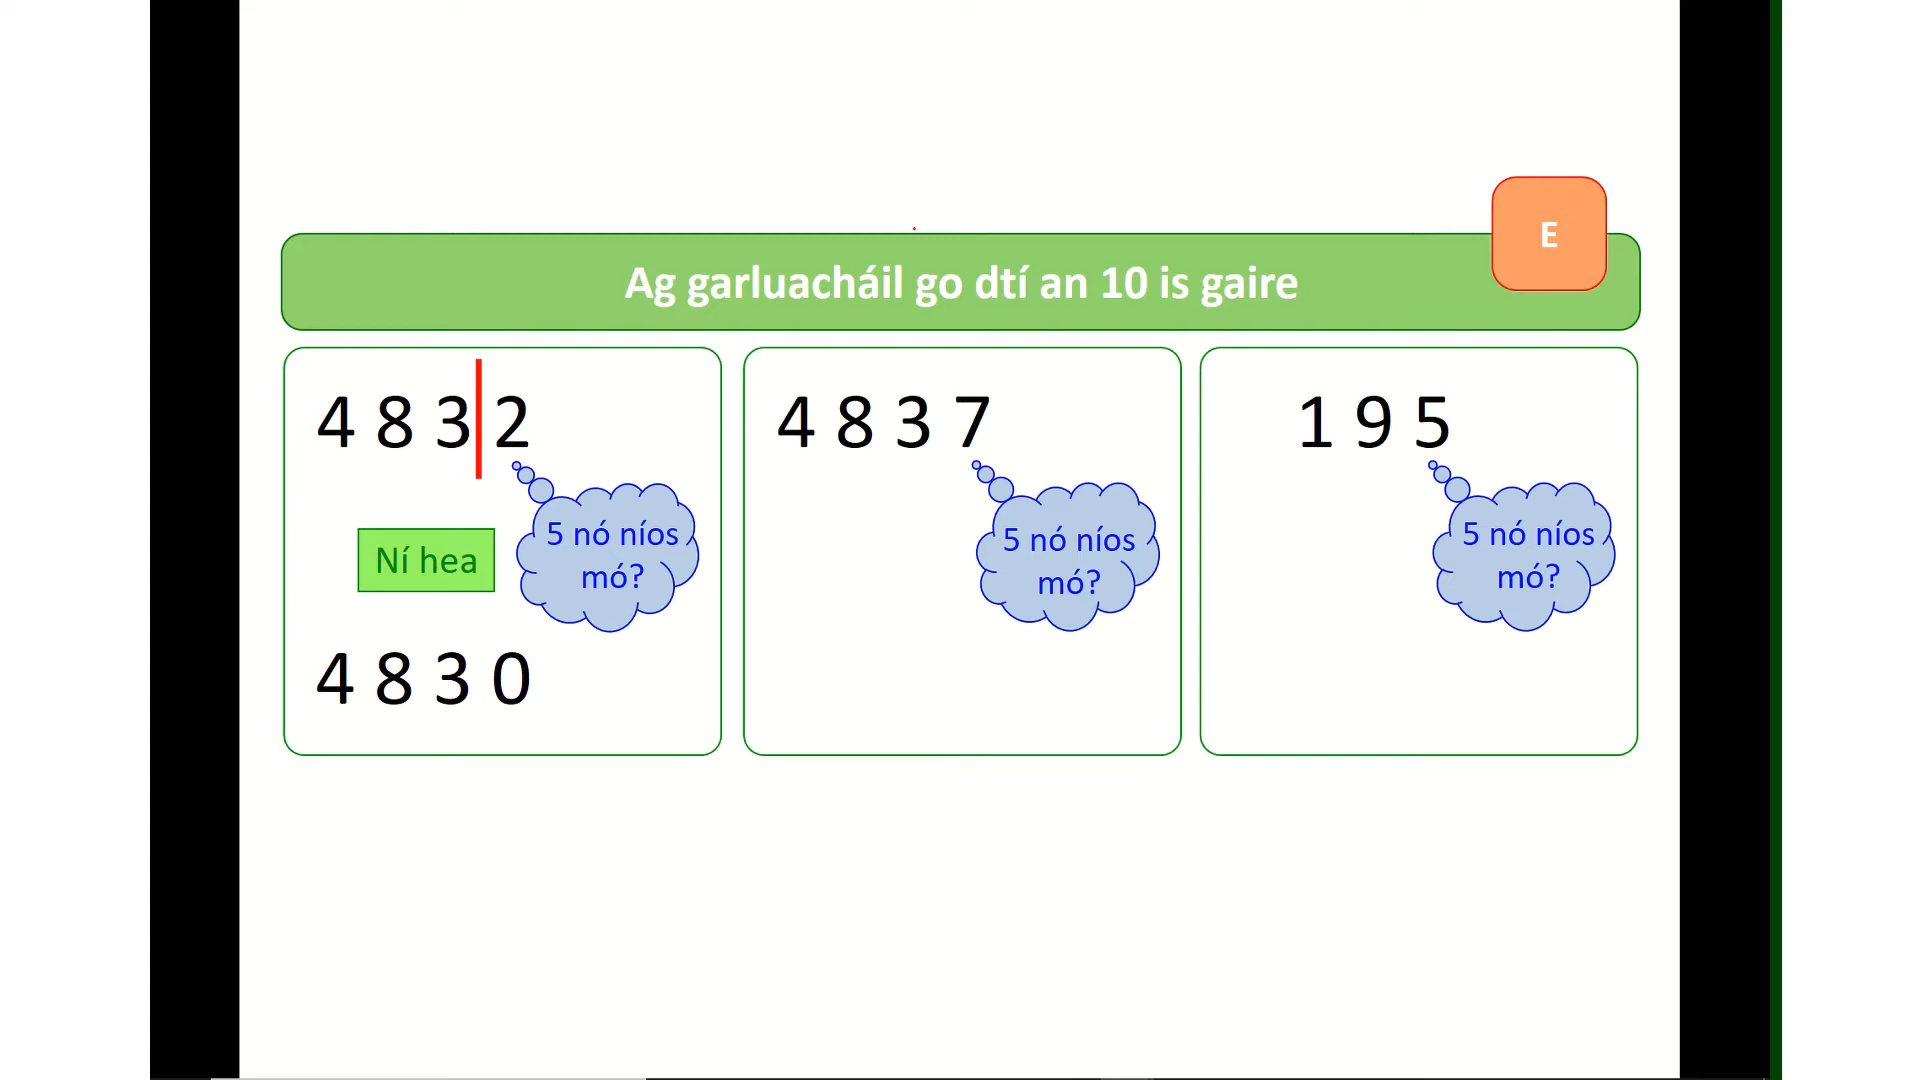 E
Ag garluacháil go dtí an 10 is gaire
4 8 3 2
5 nó níos
mó?
Ní hea
4 8 3 0
4 8 3 7
5 nó níos
mó?
1 9 5
5 nó níos
mó?